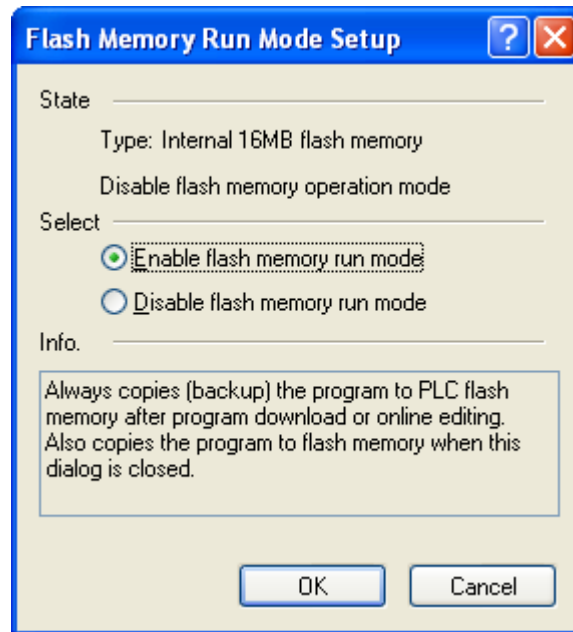 Flash Memory Run Mode Setup
State
Type: Internal 16MB flash memory
Disable flash memory operation mode
Select
Enable flash memory run mode
Disable flash memory run mode
Info.
Always copies (backup) the program to PLC flash
memory after program download or online editing.
Also copies the program to flash memory when this
dialog is closed.
OK
Cancel